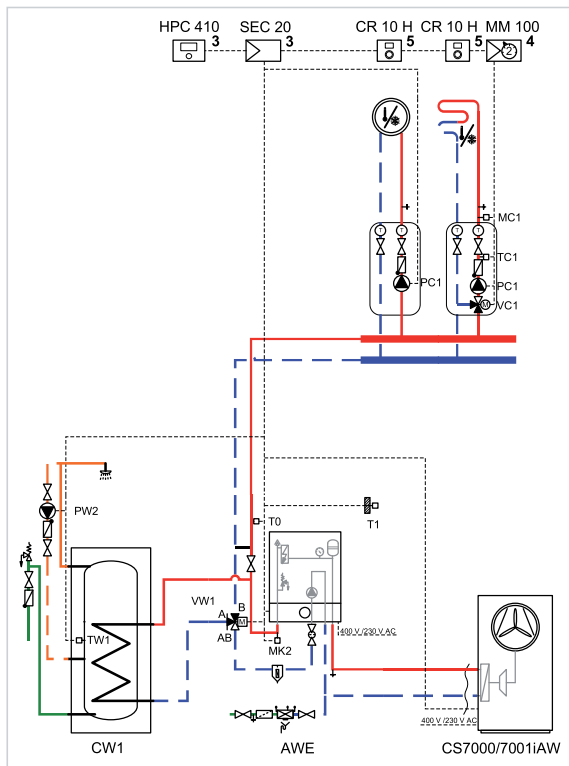 HPC 410
3
SEC 20
3
CR 10 H
5
CR 10 H
5
MM 100
4
2
MC1
T
T
T
T
TC1
PC1
PC1
M
VC1
PW2
T0
T1
VW1
A
B
M
AB
TW1
MK2
400 V /230 V AC
400 V /230 V AC
CW1
AWE
CS7000/7001iAW